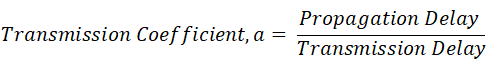 Transmission Coefficient, a = Propagation Delay / Transmission Delay